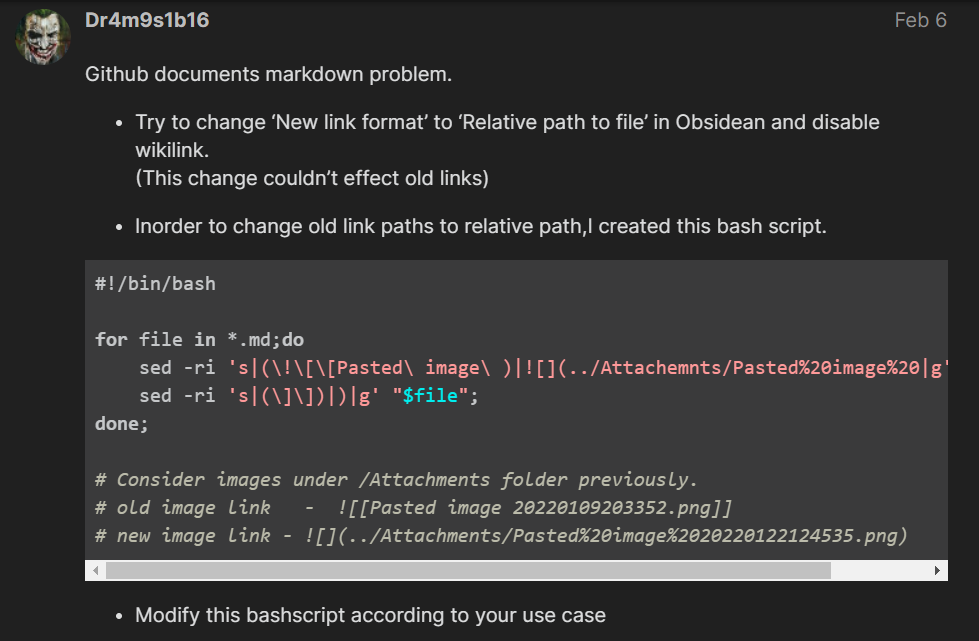 Dr4m9s1b16
Feb 6
Github documents markdown problem.
• Try to change ‘New link format’ to ‘Relative path to file’ in Obsidean and disable
wikilink.
(This change couldn’t effect old links)
• Inorder to change old link paths to relative path,I created this bash script.
#!/bin/bash
for file in *.md;do
sed -ri 's|(\!\[\[Pasted\ image\ )|![](../Attachemnts/Pasted%20image%20|g'
sed -ri 's|(\]\])|)|g' "$file";
done;
# Consider images under /Attachments folder previously.
# old image link - ![[Pasted image 20220109203352.png]]
# new image link - ![](../Attachments/Pasted%20image%2020220122124535.png)
• Modify this bashscript according to your use case